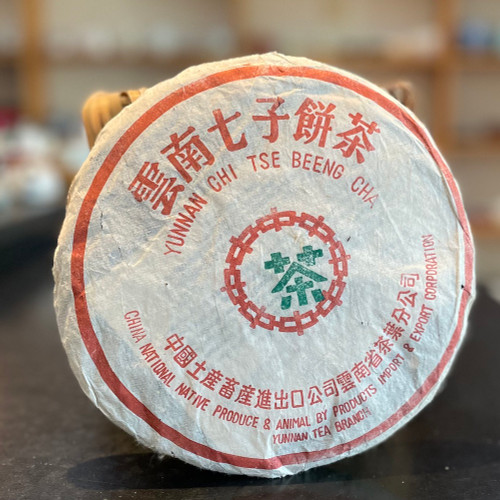 雲南七子餅茶
YUNNAN CHI TSE BEENG CHA
茶
中國土產畜產進出口公司雲南省茶葉分公司
CHINA NATIONAL NATIVE PRODUCE & ANIMAL BY PRODUCTS IMPORT & EXPORT CORPORATION
YUNNAN TEA BRANCH